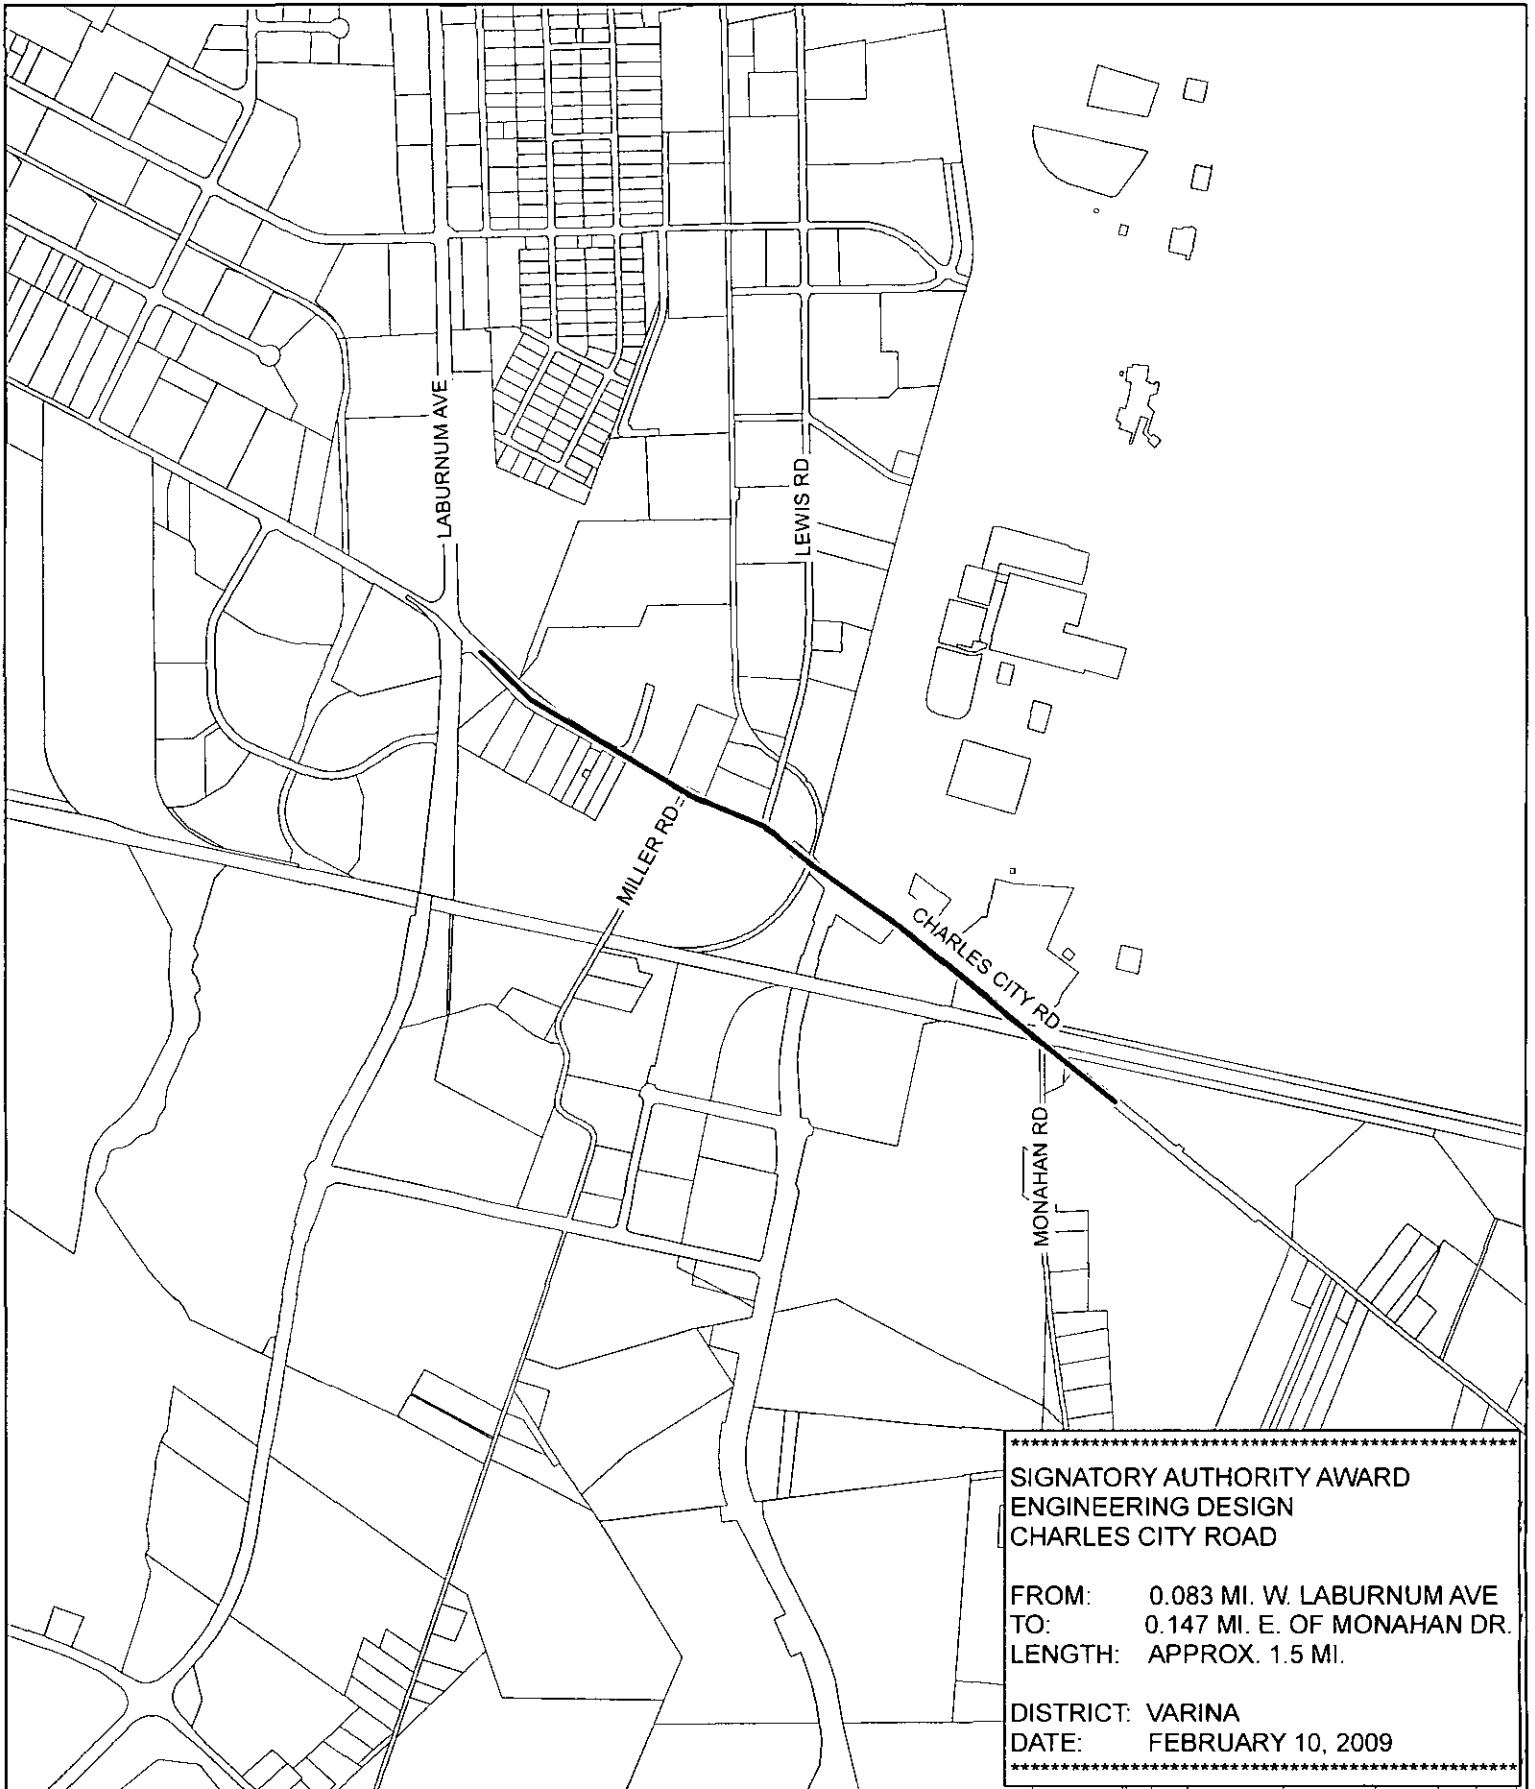 LABURNUM AVE
LEWIS RD
MILLER RD
CHARLES CITY RD
MONAHAN RD
**************************************************
SIGNATORY AUTHORITY AWARD
ENGINEERING DESIGN
CHARLES CITY ROAD
FROM: 0.083 MI. W. LABURNUM AVE
TO: 0.147 MI. E. OF MONAHAN DR.
LENGTH: APPROX. 1.5 MI.
DISTRICT: VARINA
DATE: FEBRUARY 10, 2009
**************************************************